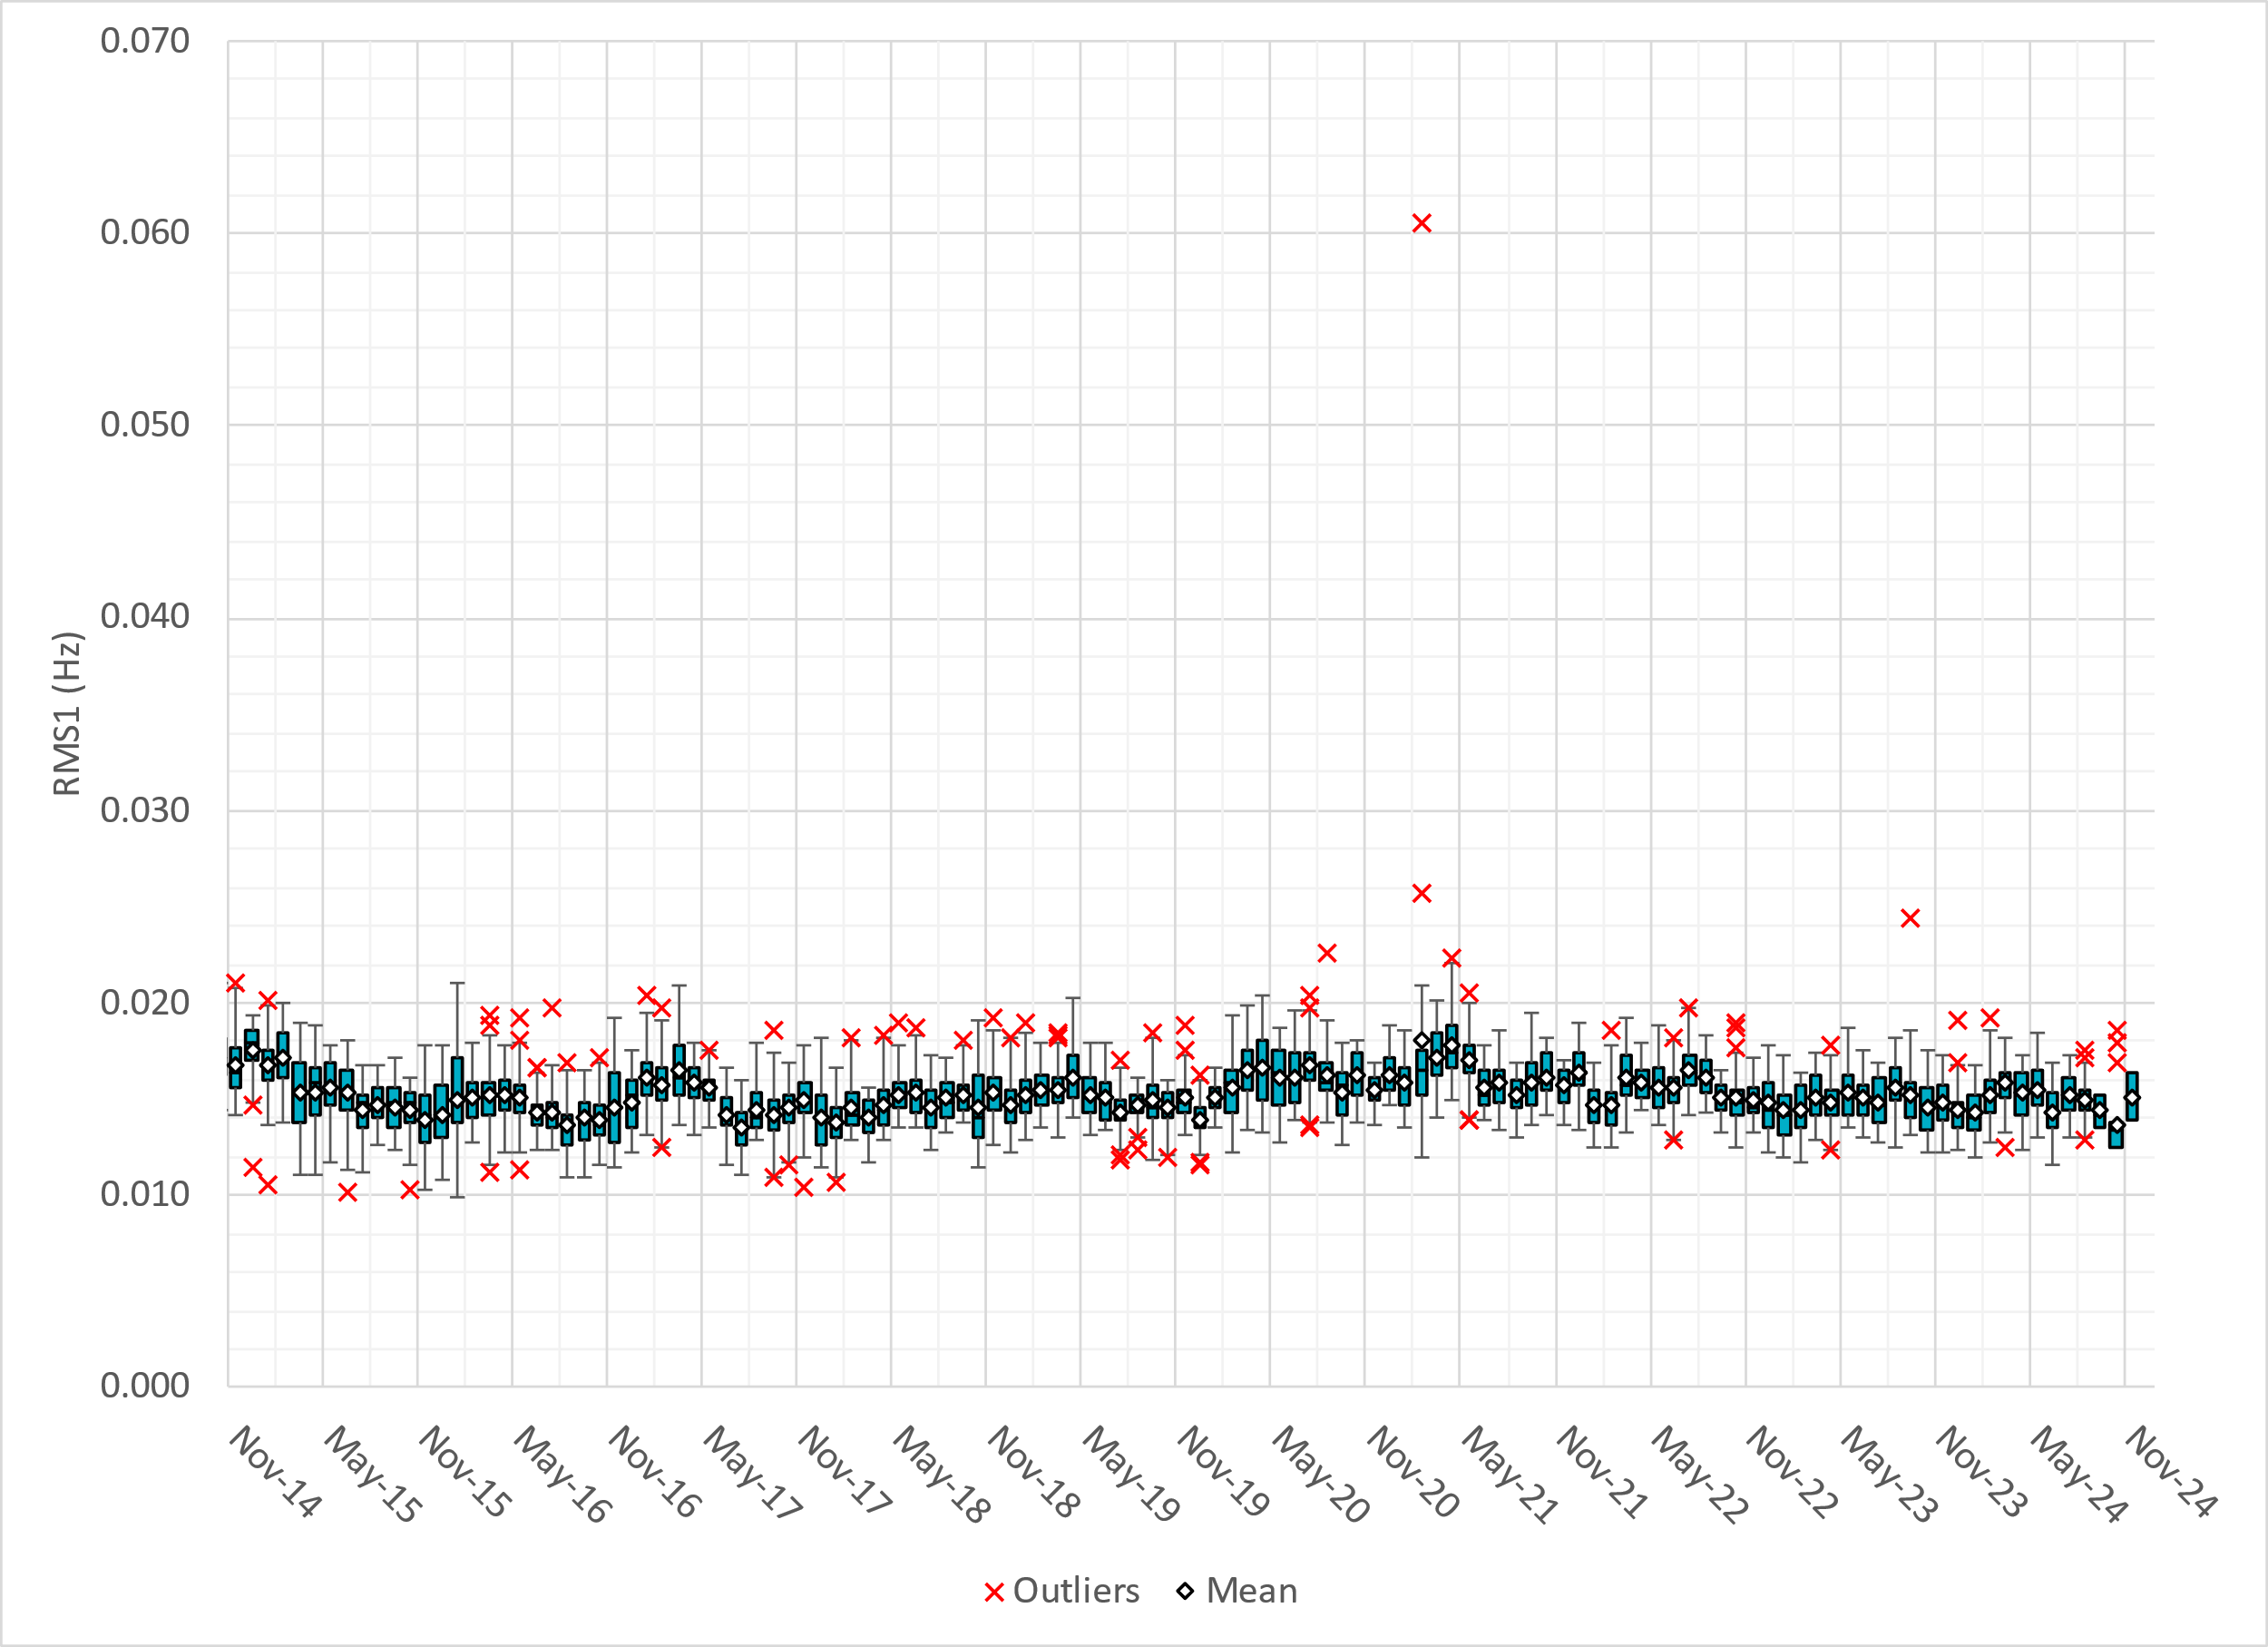 0.070
0.060
0.050
0.040
0.030
0.020
0.010
0.000
RMS1 (Hz)
Nov-14
May-15
Nov-15
May-16
Nov-16
May-17
Nov-17
May-18
Nov-18
May-19
Nov-19
May-20
Nov-20
May-21
Nov-21
May-22
Nov-22
May-23
Nov-23
May-24
Nov-24
Outliers Mean